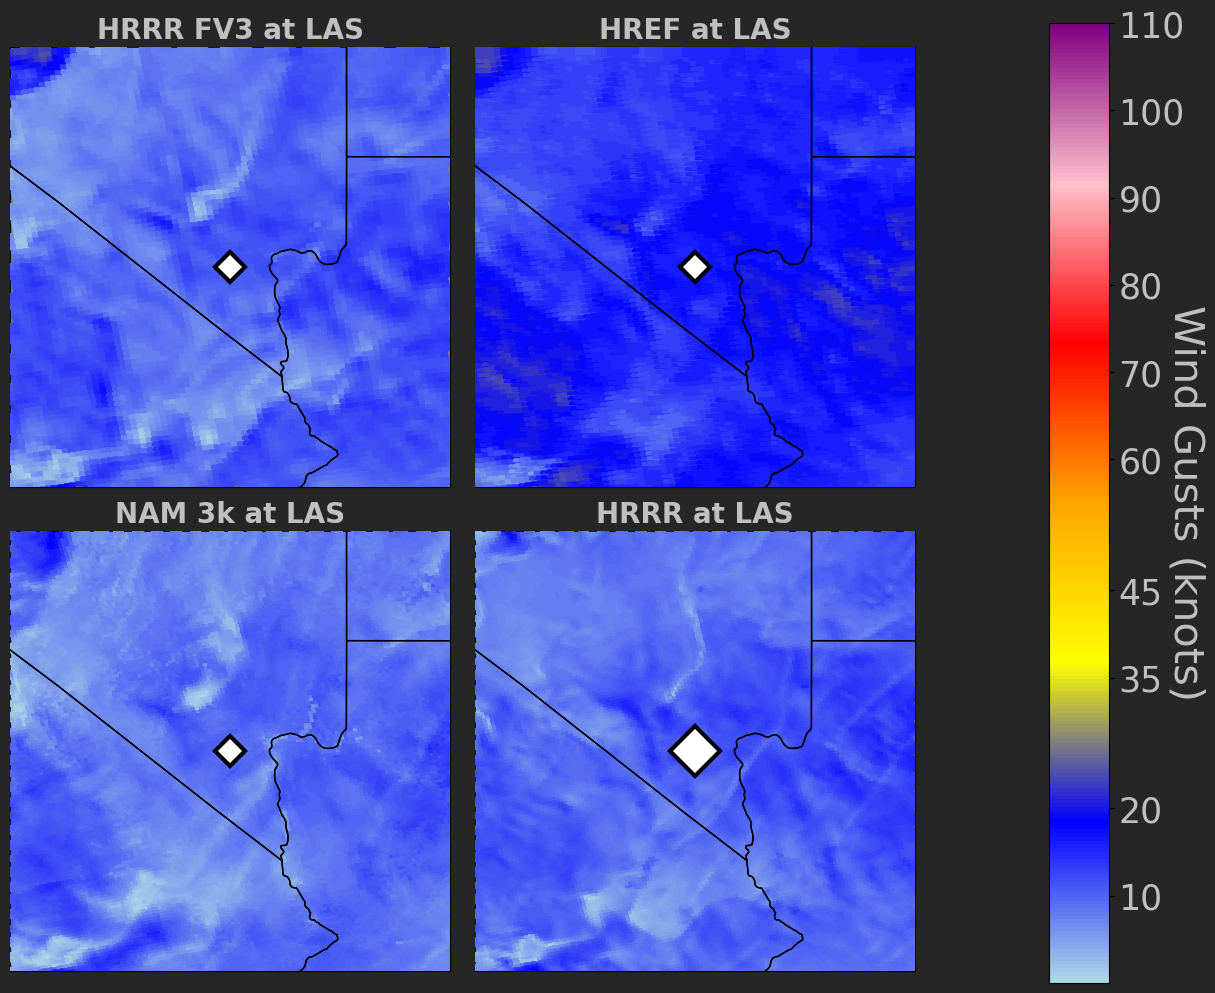 HRRR FV3 at LAS
HREF at LAS
NAM 3k at LAS
HRRR at LAS
110
100
90
80
70
60
45
35
20
10
Wind Gusts (knots)